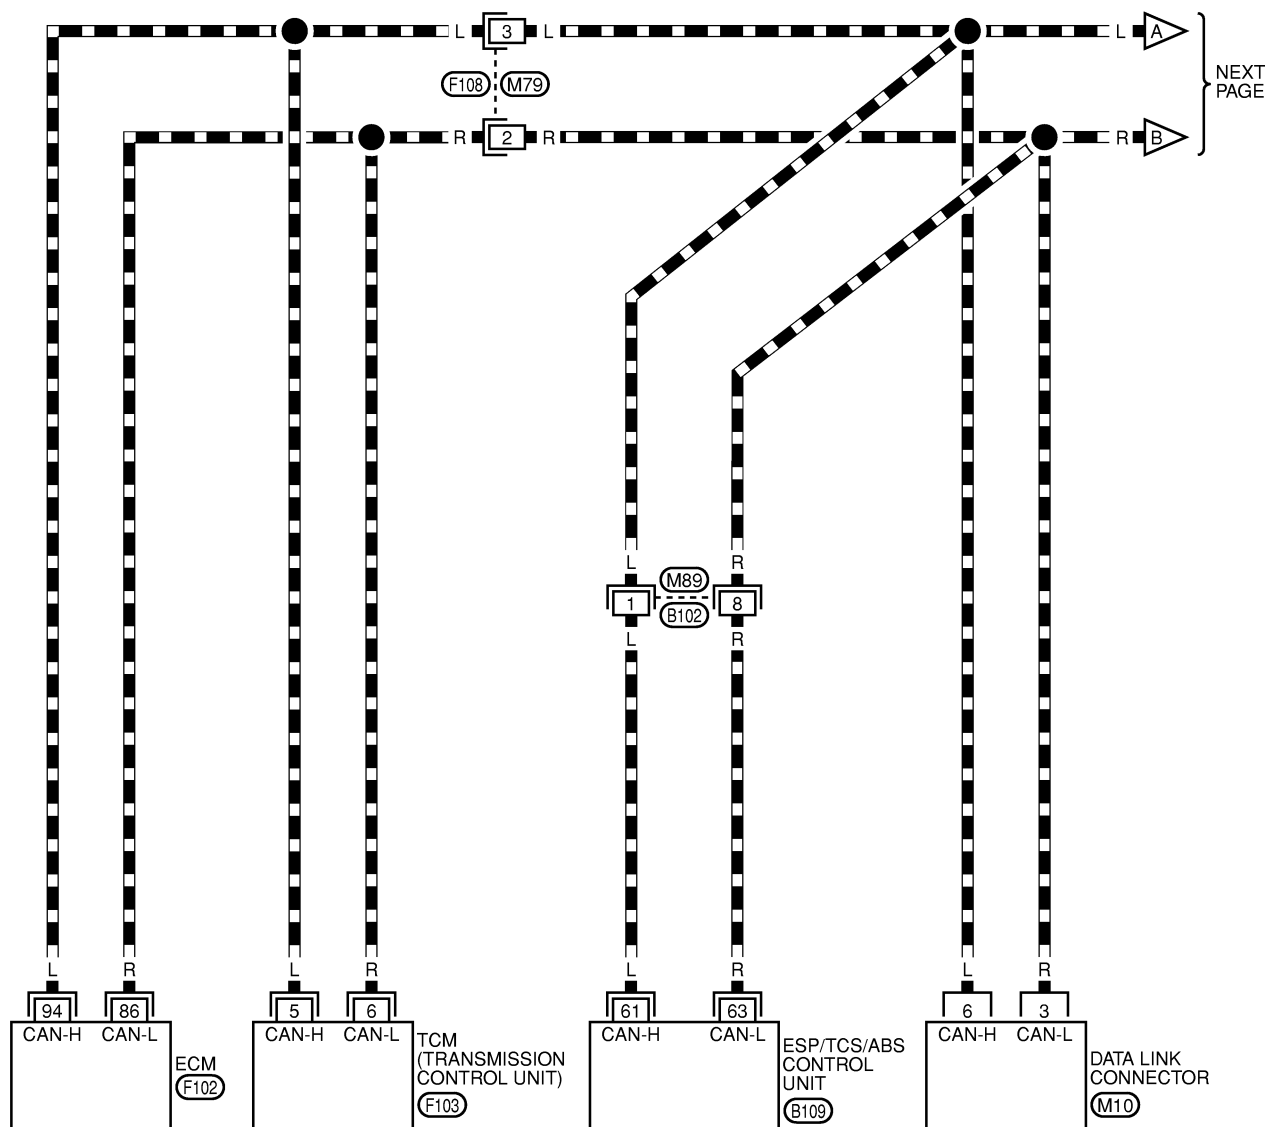 L 3 L L A
F108 M79
NEXT
PAGE
R 2 R R B
L R
M89
1 8
B102
L R
L R L R L R L R
94 86 5 6 61 63 6 3
CAN-H CAN-L CAN-H CAN-L CAN-H CAN-L CAN-H CAN-L
ECM
F102
TCM
(TRANSMISSION
CONTROL UNIT)
F103
ESP/TCS/ABS
CONTROL
UNIT
B109
DATA LINK
CONNECTOR
M10